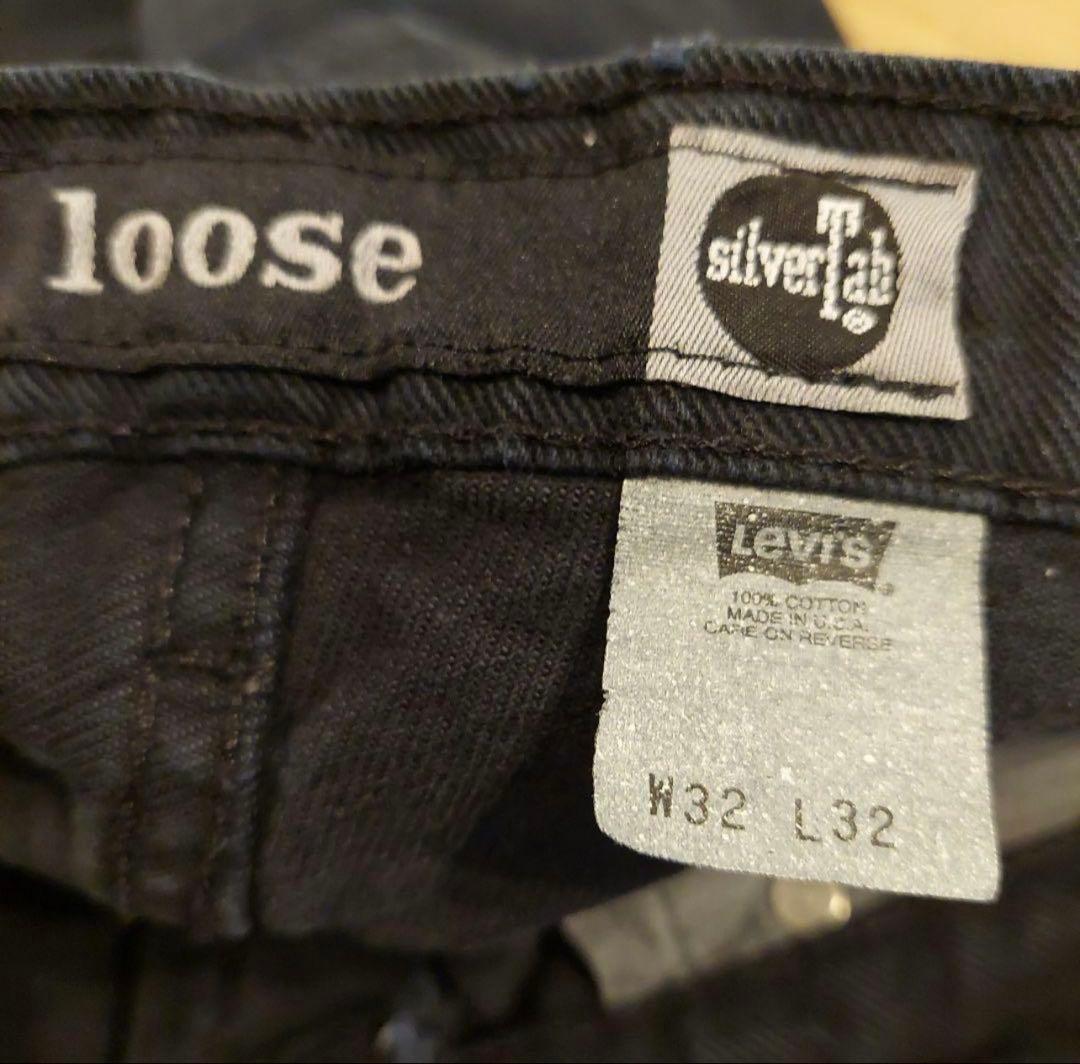 loose
silverTab®
Levi's®
100% COTTON
MADE IN U.S.A.
CARE ON REVERSE
W32 L32